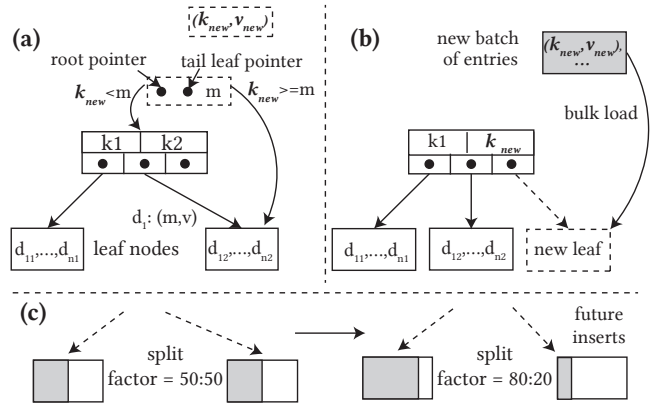 (a)
(k_new, v_new)
root pointer
tail leaf pointer
k_new<m
m
k_new>=m
k1 k2
d_1: (m,v)
d_11,...,d_n1
leaf nodes
d_12,...,d_n2
(b)
new batch
of entries
(k_new, v_new),
...
bulk load
k1 k_new
d_11,...,d_n1
d_12,...,d_n2
new leaf
(c)
split
factor = 50:50
split
factor = 80:20
future
inserts